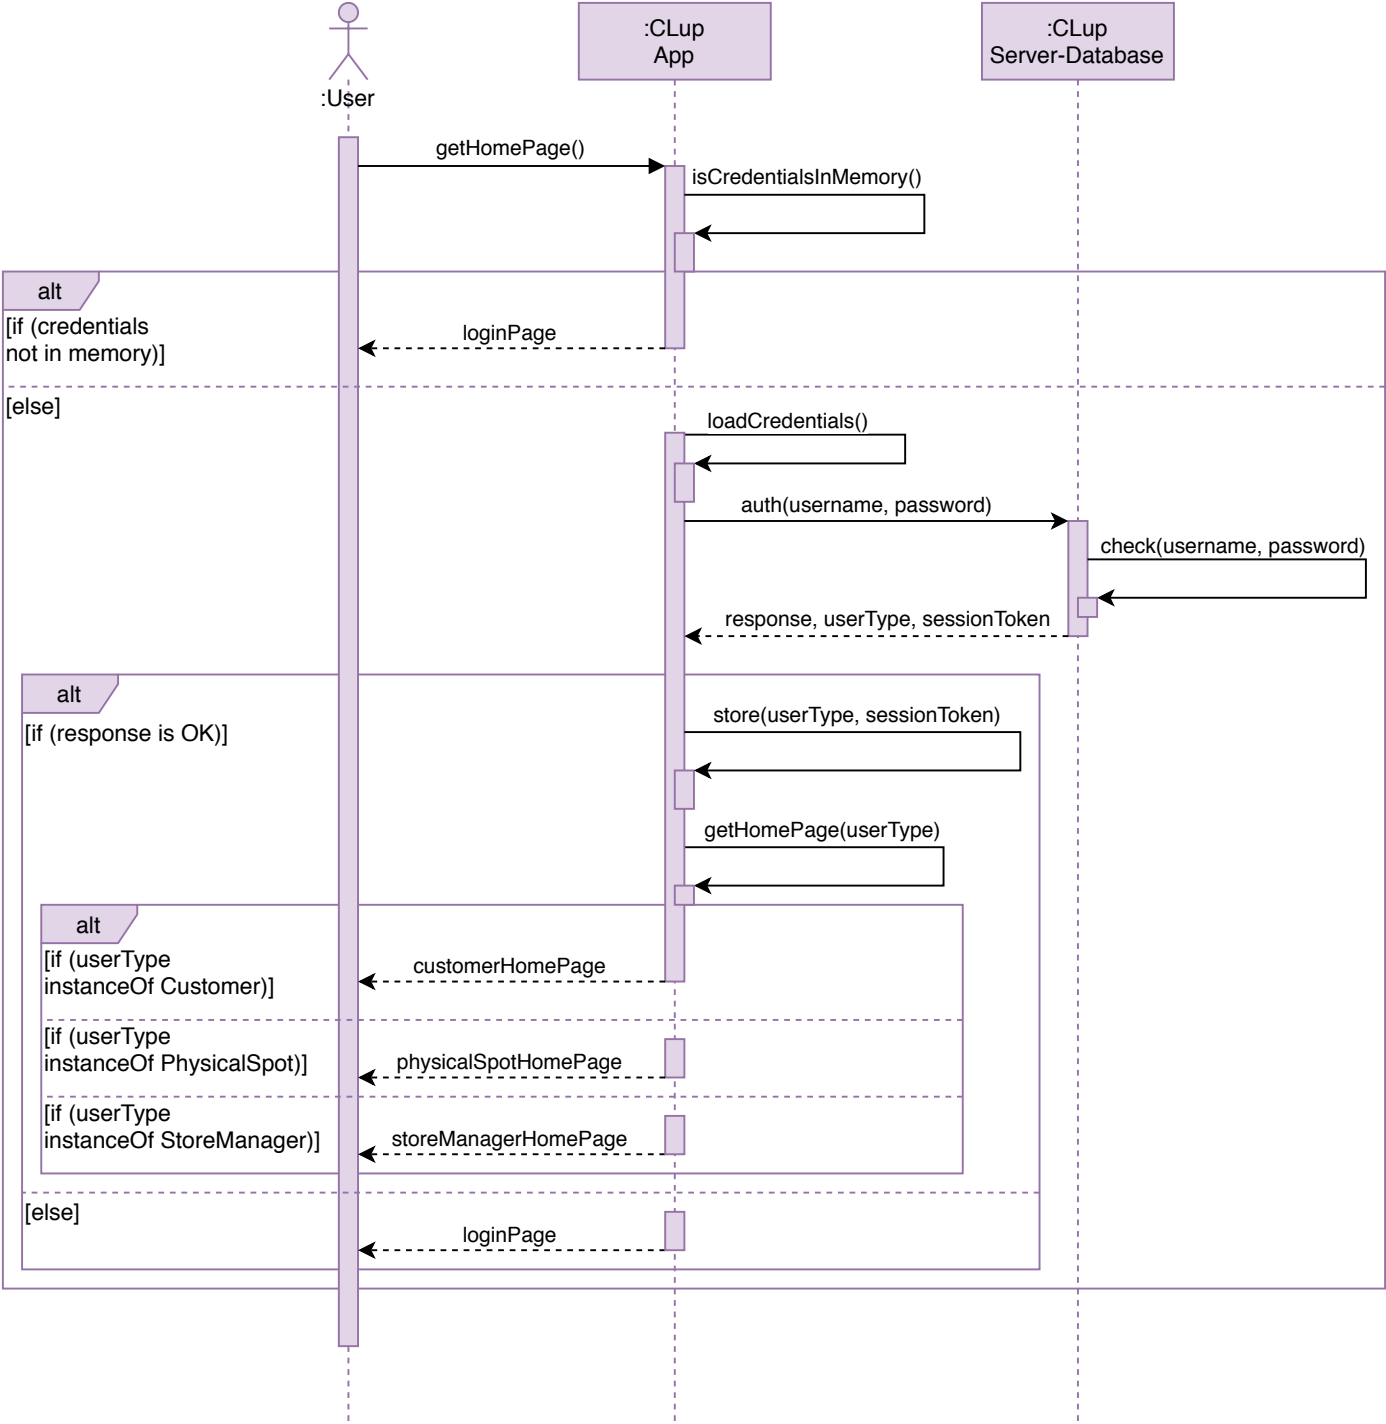 :User
:CLup
App
:CLup
Server-Database
getHomePage()
isCredentialsInMemory()
alt
[if (credentials
not in memory)]
loginPage
[else]
loadCredentials()
auth(username, password)
check(username, password)
response, userType, sessionToken
alt
[if (response is OK)]
store(userType, sessionToken)
getHomePage(userType)
alt
[if (userType
instanceOf Customer)]
customerHomePage
[if (userType
instanceOf PhysicalSpot)]
physicalSpotHomePage
[if (userType
instanceOf StoreManager)]
storeManagerHomePage
[else]
loginPage